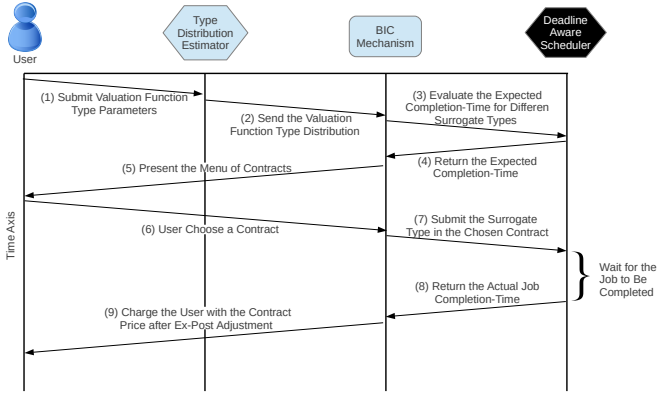 Type
Distribution
Estimator
BIC
Mechanism
Deadline
Aware
Scheduler
User
(1) Submit Valuation Function
Type Parameters
(2) Send the Valuation
Function Type Distribution
(3) Evaluate the Expected
Completion-Time for Differen
Surrogate Types
(4) Return the Expected
Completion-Time
(5) Present the Menu of Contracts
(6) User Choose a Contract
(7) Submit the Surrogate
Type in the Chosen Contract
Time Axis
Wait for the
Job to Be
Completed
(8) Return the Actual Job
Completion-Time
(9) Charge the User with the Contract
Price after Ex-Post Adjustment